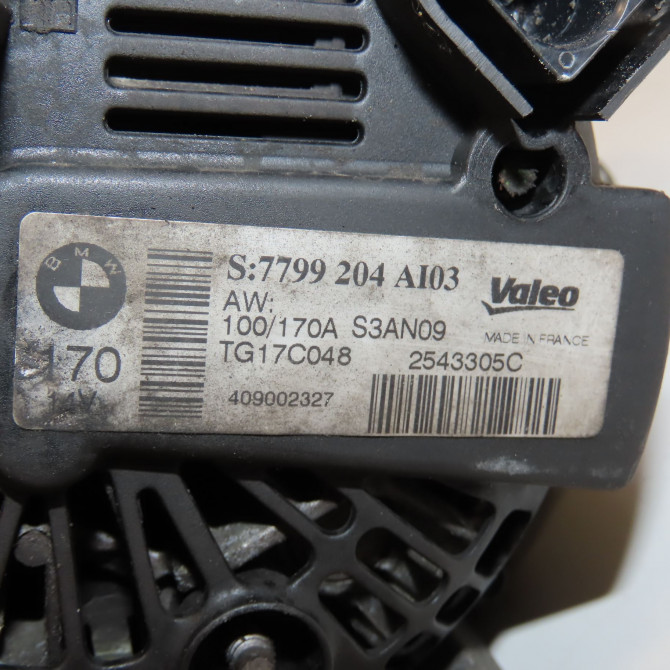 BMW
170
14V
S:7799 204 AI03
AW:
100/170A S3AN09
TG17C048
409002327
Valeo
MADE IN FRANCE
2543305C